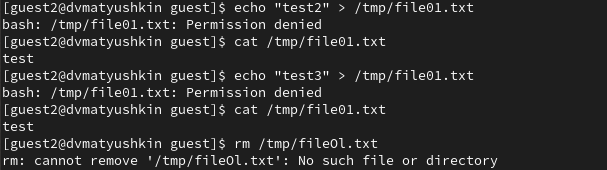 [guest2@dvmatyushkin guest]$ echo "test2" > /tmp/file01.txt
bash: /tmp/file01.txt: Permission denied
[guest2@dvmatyushkin guest]$ cat /tmp/file01.txt
test
[guest2@dvmatyushkin guest]$ echo "test3" > /tmp/file01.txt
bash: /tmp/file01.txt: Permission denied
[guest2@dvmatyushkin guest]$ cat /tmp/file01.txt
test
[guest2@dvmatyushkin guest]$ rm /tmp/fileOl.txt
rm: cannot remove '/tmp/fileOl.txt': No such file or directory